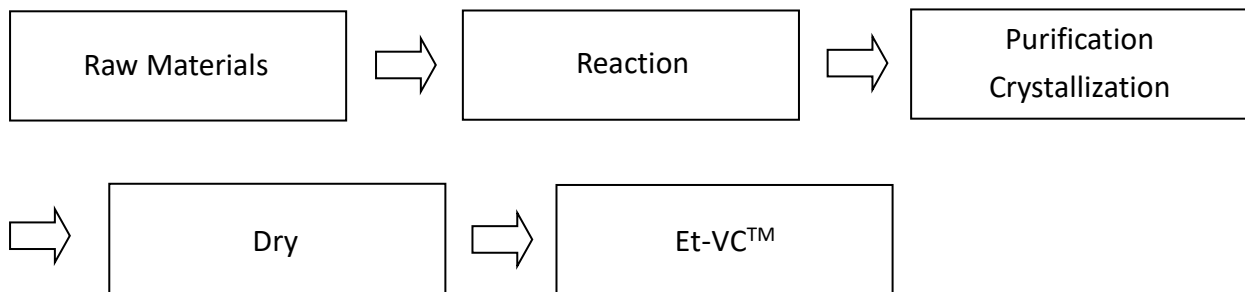 Raw Materials
Reaction
Purification
Crystallization
Dry
Et-VC™